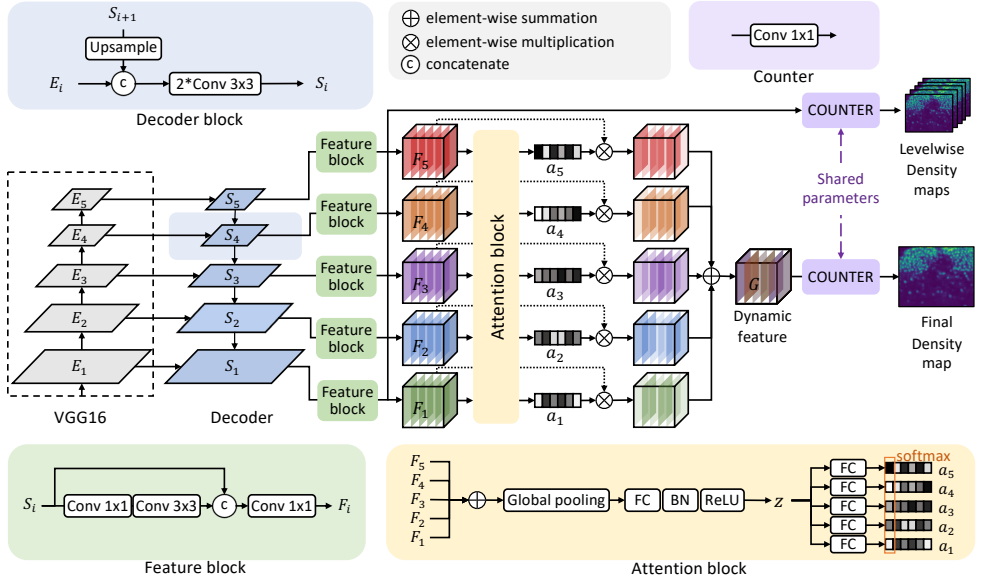 S_{i+1}
Upsample
E_i
c
2*Conv 3x3
S_i
Decoder block
element-wise summation
element-wise multiplication
c concatenate
Conv 1x1
Counter
VGG16
E_5
E_4
E_3
E_2
E_1
Decoder
S_5
S_4
S_3
S_2
S_1
Feature
block
Feature
block
Feature
block
Feature
block
Feature
block
F_5
F_4
F_3
F_2
F_1
Attention block
a_5
a_4
a_3
a_2
a_1
G
Dynamic
feature
COUNTER
Shared
parameters
COUNTER
Levelwise
Density
maps
Final
Density
map
S_i
Conv 1x1
Conv 3x3
c
Conv 1x1
F_i
Feature block
F_5
F_4
F_3
F_2
F_1
Global pooling
FC
BN
ReLU
z
softmax
FC
a_5
FC
a_4
FC
a_3
FC
a_2
FC
a_1
Attention block